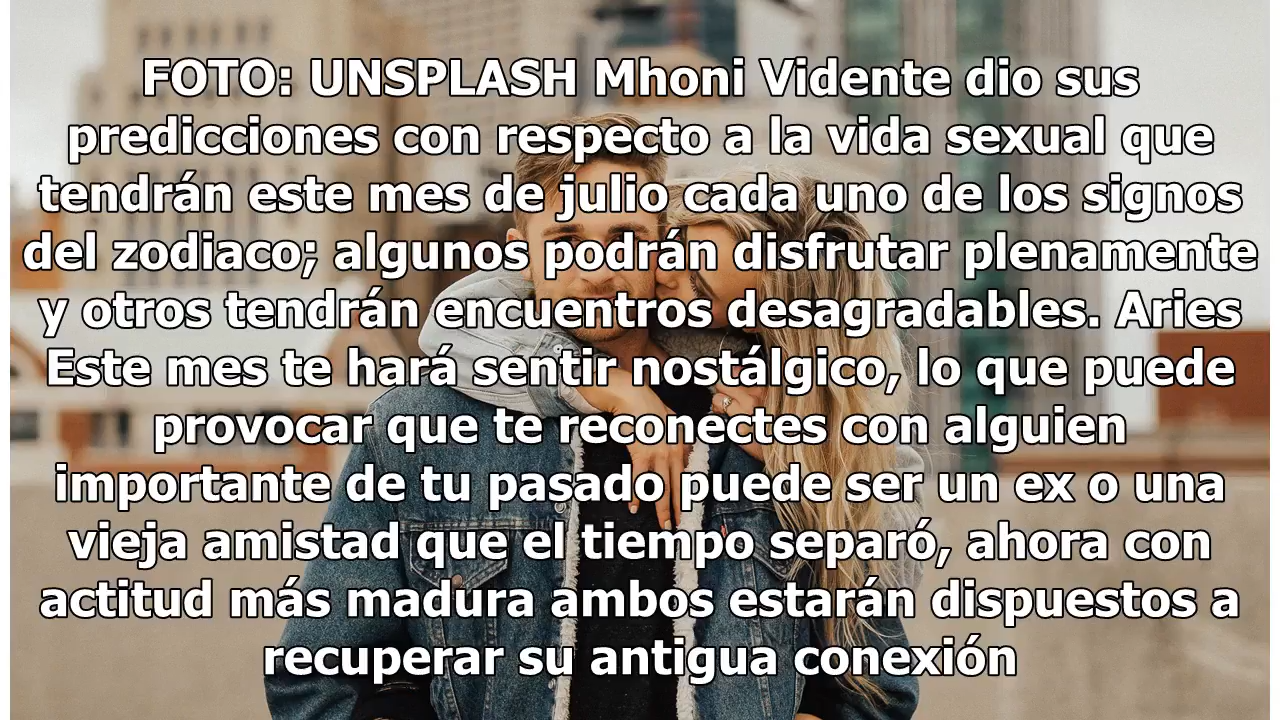 FOTO: UNSPLASH Mhoni Vidente dio sus
predicciones con respecto a la vida sexual que
tendrán este mes de julio cada uno de los signos
del zodiaco; algunos podrán disfrutar plenamente
y otros tendrán encuentros desagradables. Aries
Este mes te hará sentir nostálgico, lo que puede
provocar que te reconectes con alguien
importante de tu pasado puede ser un ex o una
vieja amistad que el tiempo separó, ahora con
actitud más madura ambos estarán dispuestos a
recuperar su antigua conexión